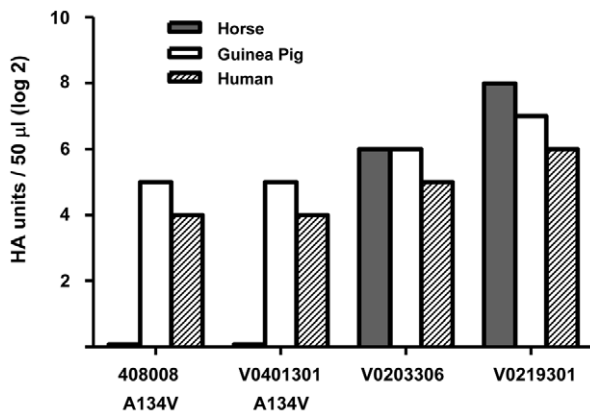 10
Horse
Guinea Pig
8
Human
6
4
2
HA units / 50 μl (log 2)
408008 V0401301 V0203306 V0219301
A134V A134V